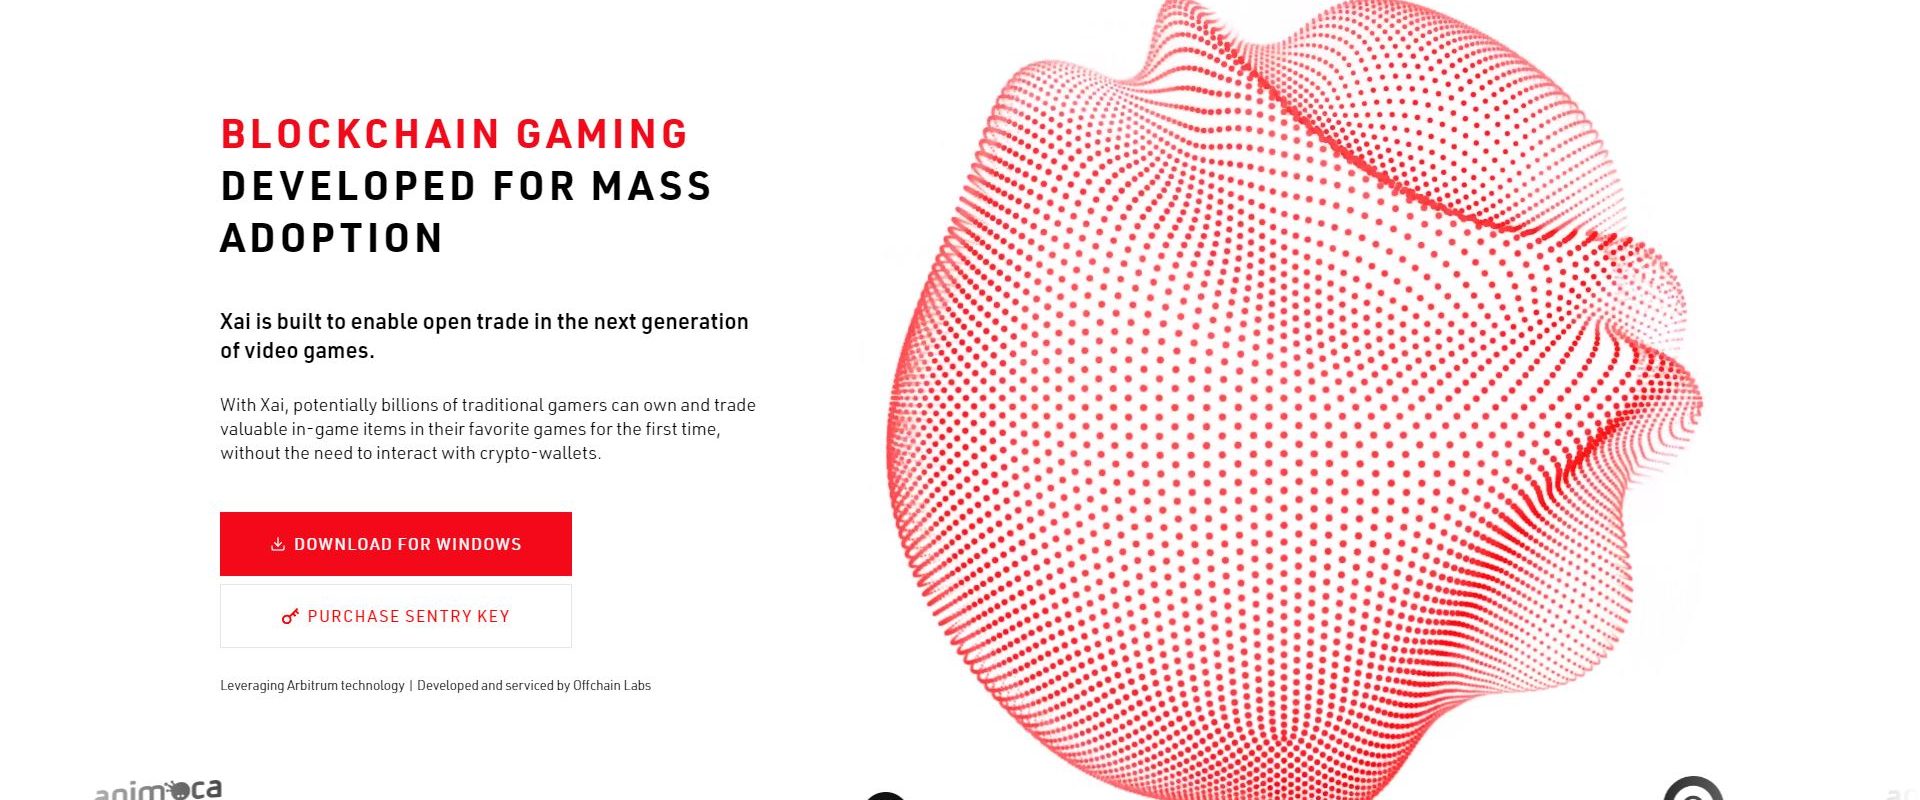 BLOCKCHAIN GAMING
DEVELOPED FOR MASS
ADOPTION
Xai is built to enable open trade in the next generation
of video games.
With Xai, potentially billions of traditional gamers can own and trade
valuable in-game items in their favorite games for the first time,
without the need to interact with crypto-wallets.
DOWNLOAD FOR WINDOWS
PURCHASE SENTRY KEY
Leveraging Arbitrum technology | Developed and serviced by Offchain Labs
animoca